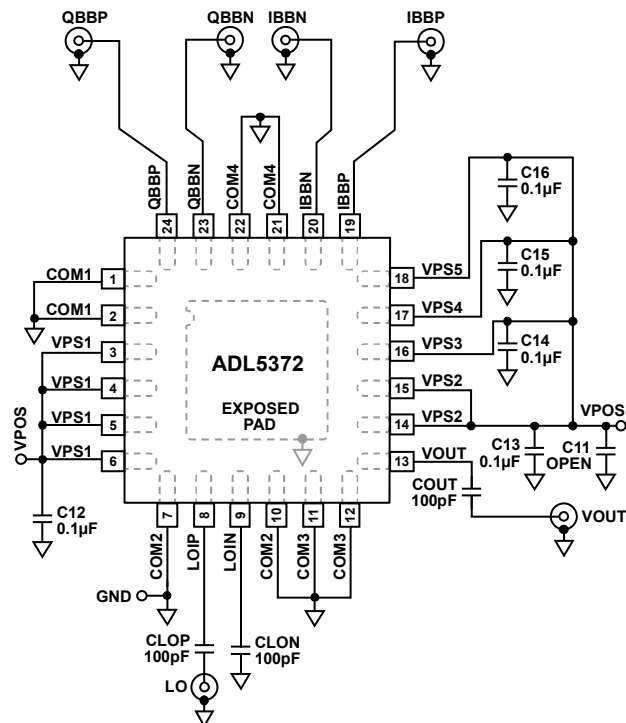 QBBP
QBBN
IBBN
IBBP
QBBP
QBBN
COM4
COM4
IBBN
IBBP
24
23
22
21
20
19
C16
0.1µF
C15
0.1µF
C14
0.1µF
COM1
1
COM1
2
VPS1
3
VPS1
4
VPS1
5
VPS1
6
VPOS
C12
0.1µF
ADL5372
EXPOSED
PAD
18
VPS5
17
VPS4
16
VPS3
15
VPS2
14
VPS2
13
VOUT
VPOS
C13
0.1µF
C11
OPEN
COUT
100pF
VOUT
7
8
9
10
11
12
COM2
LOIP
LOIN
COM2
COM3
COM3
GND
CLOP
100pF
CLON
100pF
LO